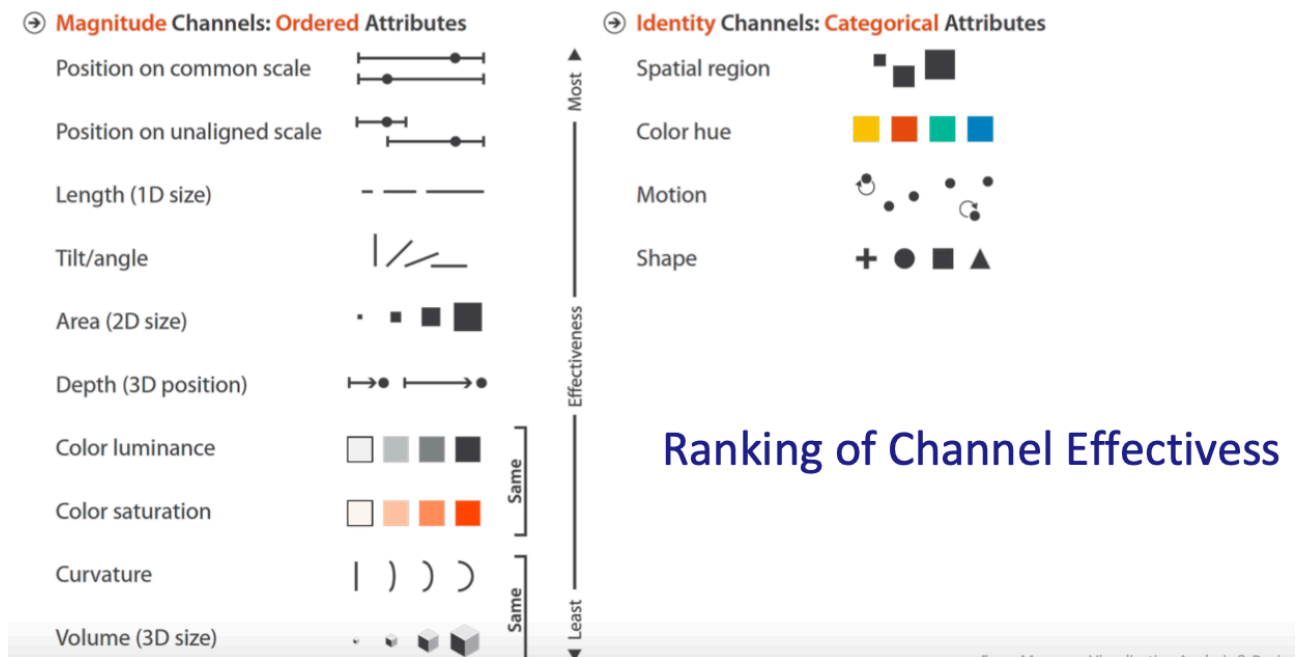 Magnitude Channels: Ordered Attributes
Position on common scale
Position on unaligned scale
Length (1D size)
Tilt/angle
Area (2D size)
Depth (3D position)
Color luminance
Color saturation
Curvature
Volume (3D size)
Same
Same
Most
Effectiveness
Least
Identity Channels: Categorical Attributes
Spatial region
Color hue
Motion
Shape
Ranking of Channel Effectivess